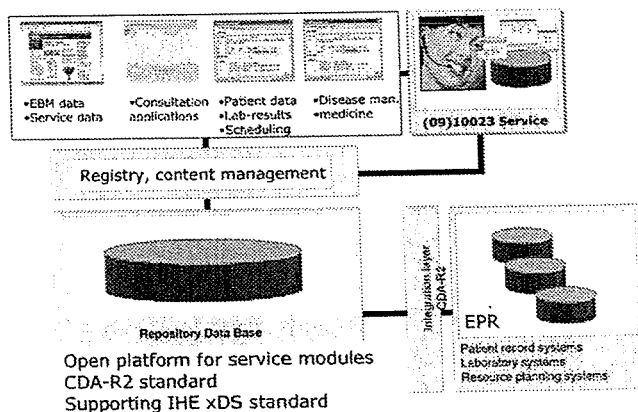 •EBM data
•Service data
•Consultation
applications
•Patient data
•Lab-results
•Scheduling
•Disease man.
•medicine
(09)10023 Service
Registry, content management
Repository Data Base
Integration layer
CDA-R2
EPR
Patient record systems
Laboratory systems
Resource planning systems
Open platform for service modules
CDA-R2 standard
Supporting IHE xDS standard